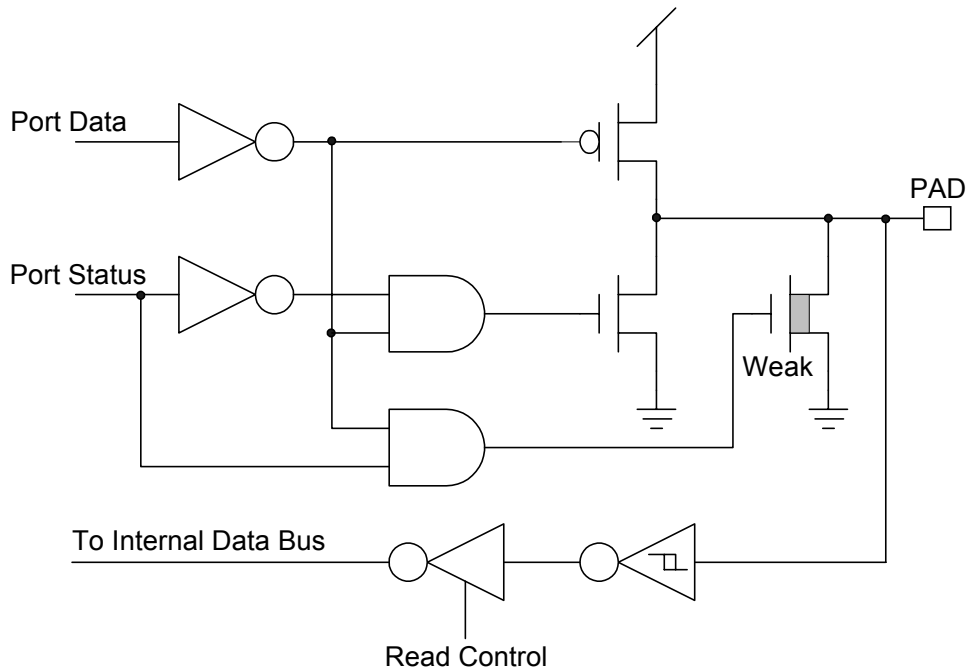 Port Data
PAD
Port Status
Weak
To Internal Data Bus
Read Control